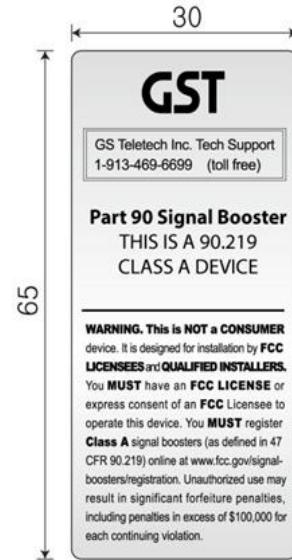 30
65
GST
GS Teletech Inc. Tech Support
1-913-469-6699 (toll free)
Part 90 Signal Booster
THIS IS A 90.219
CLASS A DEVICE
WARNING. This is NOT a CONSUMER
device. It is designed for installation by FCC
LICENSEES and QUALIFIED INSTALLERS.
You MUST have an FCC LICENSE or
express consent of an FCC Licensee to
operate this device. You MUST register
Class A signal boosters (as defined in 47
CFR 90.219) online at www.fcc.gov/signal-
boosters/registration. Unauthorized use may
result in significant forfeiture penalties,
including penalties in excess of $100,000 for
each continuing violation.